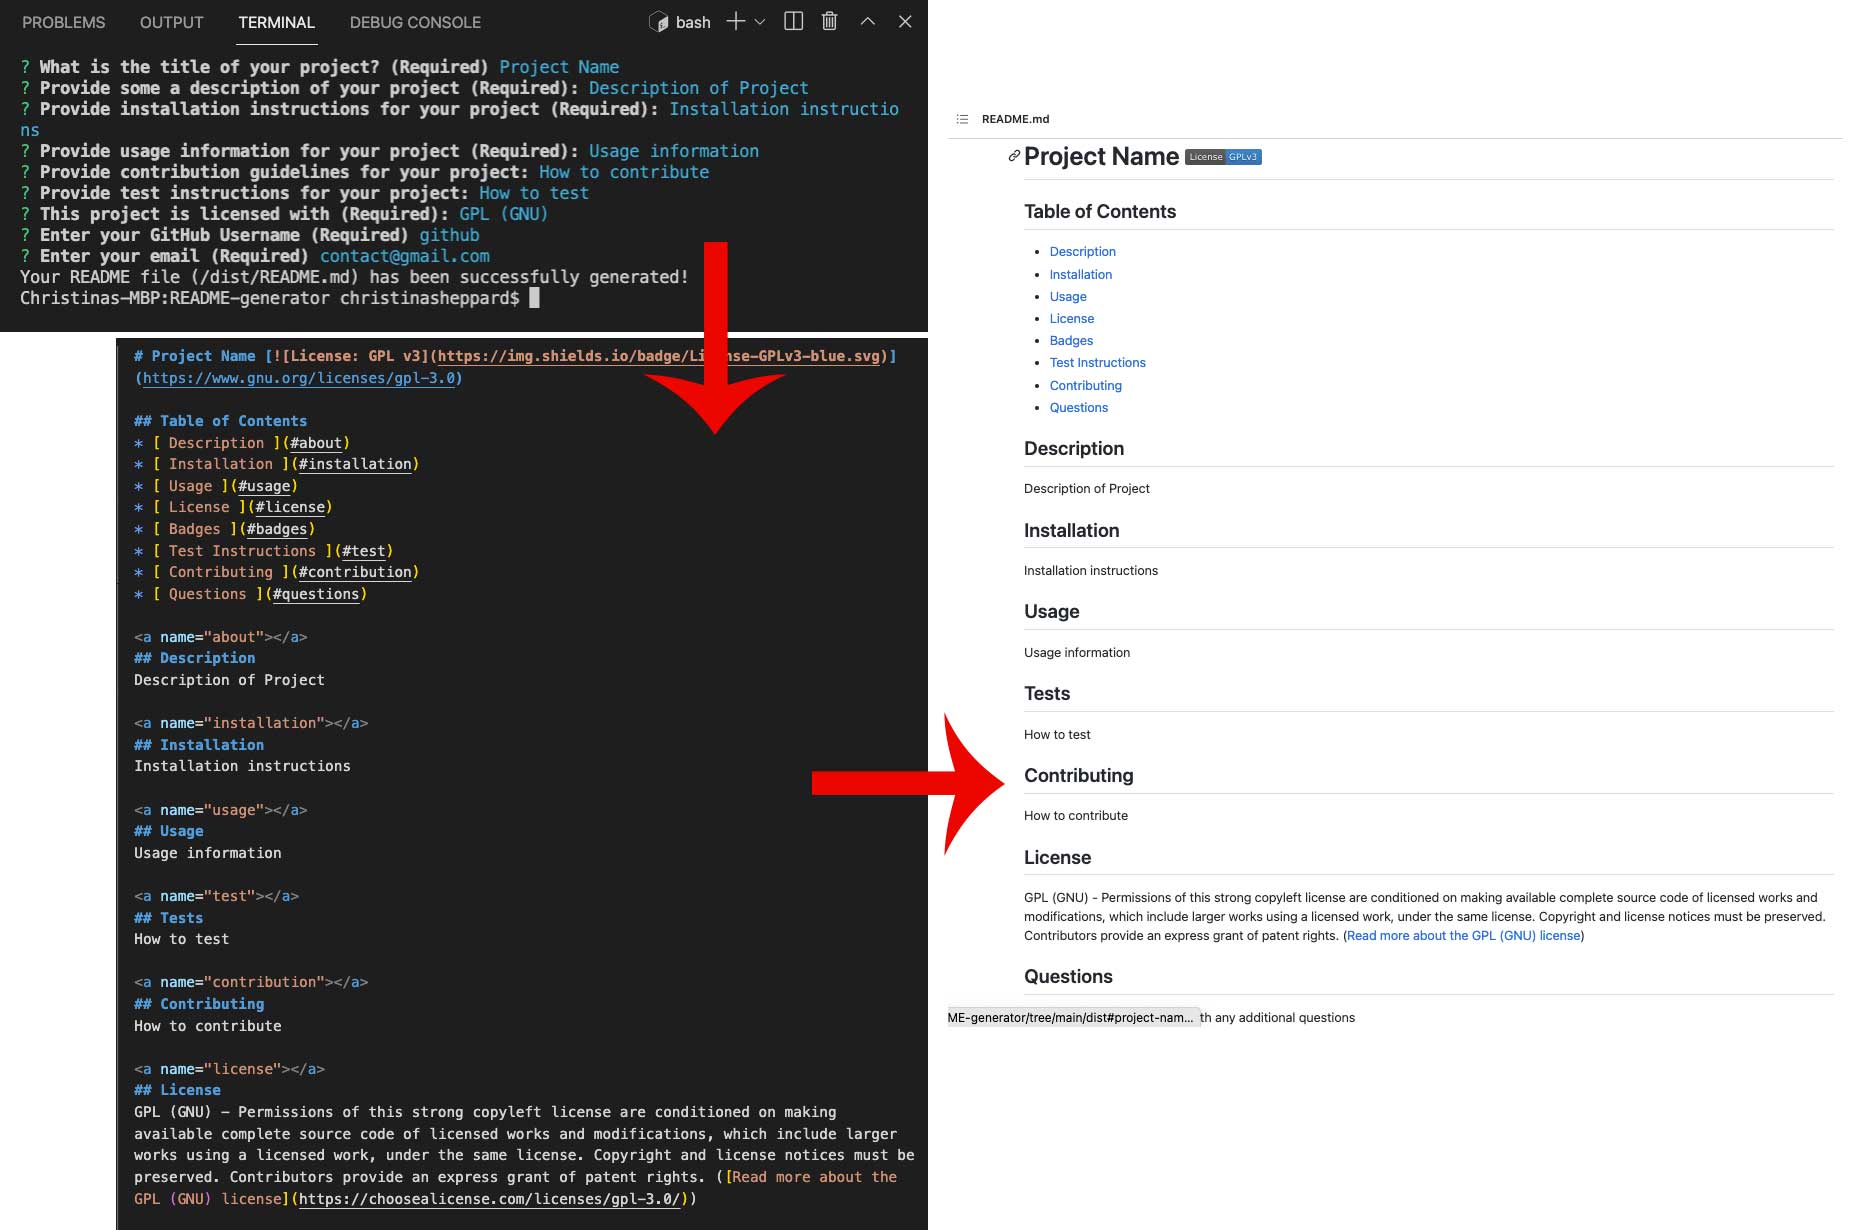 PROBLEMS OUTPUT TERMINAL DEBUG CONSOLE bash
? What is the title of your project? (Required) Project Name
? Provide some a description of your project (Required): Description of Project
? Provide installation instructions for your project (Required): Installation instructio
ns
? Provide usage information for your project (Required): Usage information
? Provide contribution guidelines for your project: How to contribute
? Provide test instructions for your project: How to test
? This project is licensed with (Required): GPL (GNU)
? Enter your GitHub Username (Required) github
? Enter your email (Required) contact@gmail.com
Your README file (/dist/README.md) has been successfully generated!
Christinas-MBP:README-generator christinasheppard$
# Project Name [![License: GPL v3](https://img.shields.io/badge/License-GPLv3-blue.svg)]
(https://www.gnu.org/licenses/gpl-3.0)
## Table of Contents
* [ Description ](#about)
* [ Installation ](#installation)
* [ Usage ](#usage)
* [ License ](#license)
* [ Badges ](#badges)
* [ Test Instructions ](#test)
* [ Contributing ](#contribution)
* [ Questions ](#questions)
<a name="about"></a>
## Description
Description of Project
<a name="installation"></a>
## Installation
Installation instructions
<a name="usage"></a>
## Usage
Usage information
<a name="test"></a>
## Tests
How to test
<a name="contribution"></a>
## Contributing
How to contribute
<a name="license"></a>
## License
GPL (GNU) - Permissions of this strong copyleft license are conditioned on making
available complete source code of licensed works and modifications, which include larger
works using a licensed work, under the same license. Copyright and license notices must be
preserved. Contributors provide an express grant of patent rights. ([Read more about the
GPL (GNU) license](https://choosealicense.com/licenses/gpl-3.0/))
README.md
Project Name License GPLv3
Table of Contents
• Description
• Installation
• Usage
• License
• Badges
• Test Instructions
• Contributing
• Questions
Description
Description of Project
Installation
Installation instructions
Usage
Usage information
Tests
How to test
Contributing
How to contribute
License
GPL (GNU) - Permissions of this strong copyleft license are conditioned on making available complete source code of licensed works and
modifications, which include larger works using a licensed work, under the same license. Copyright and license notices must be preserved.
Contributors provide an express grant of patent rights. (Read more about the GPL (GNU) license)
Questions
ME-generator/tree/main/dist#project-nam... th any additional questions